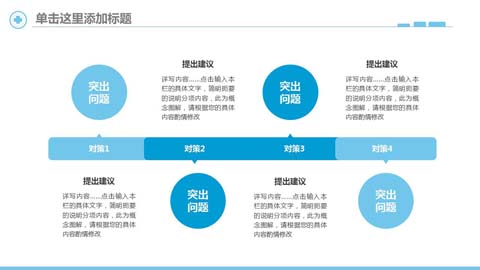 单击这里添加标题
提出建议
详写内容……点击输入本
栏的具体文字，简明扼要
的说明分项内容，此为概
念图解，请根据您的具体
内容酌情修改
提出建议
详写内容……点击输入本
栏的具体文字，简明扼要
的说明分项内容，此为概
念图解，请根据您的具体
内容酌情修改
突出
问题
突出
问题
对策1
对策2
对策3
对策4
提出建议
详写内容……点击输入本
栏的具体文字，简明扼要
的说明分项内容，此为概
念图解，请根据您的具体
内容酌情修改
突出
问题
提出建议
详写内容……点击输入本
栏的具体文字，简明扼要
的说明分项内容，此为概
念图解，请根据您的具体
内容酌情修改
突出
问题